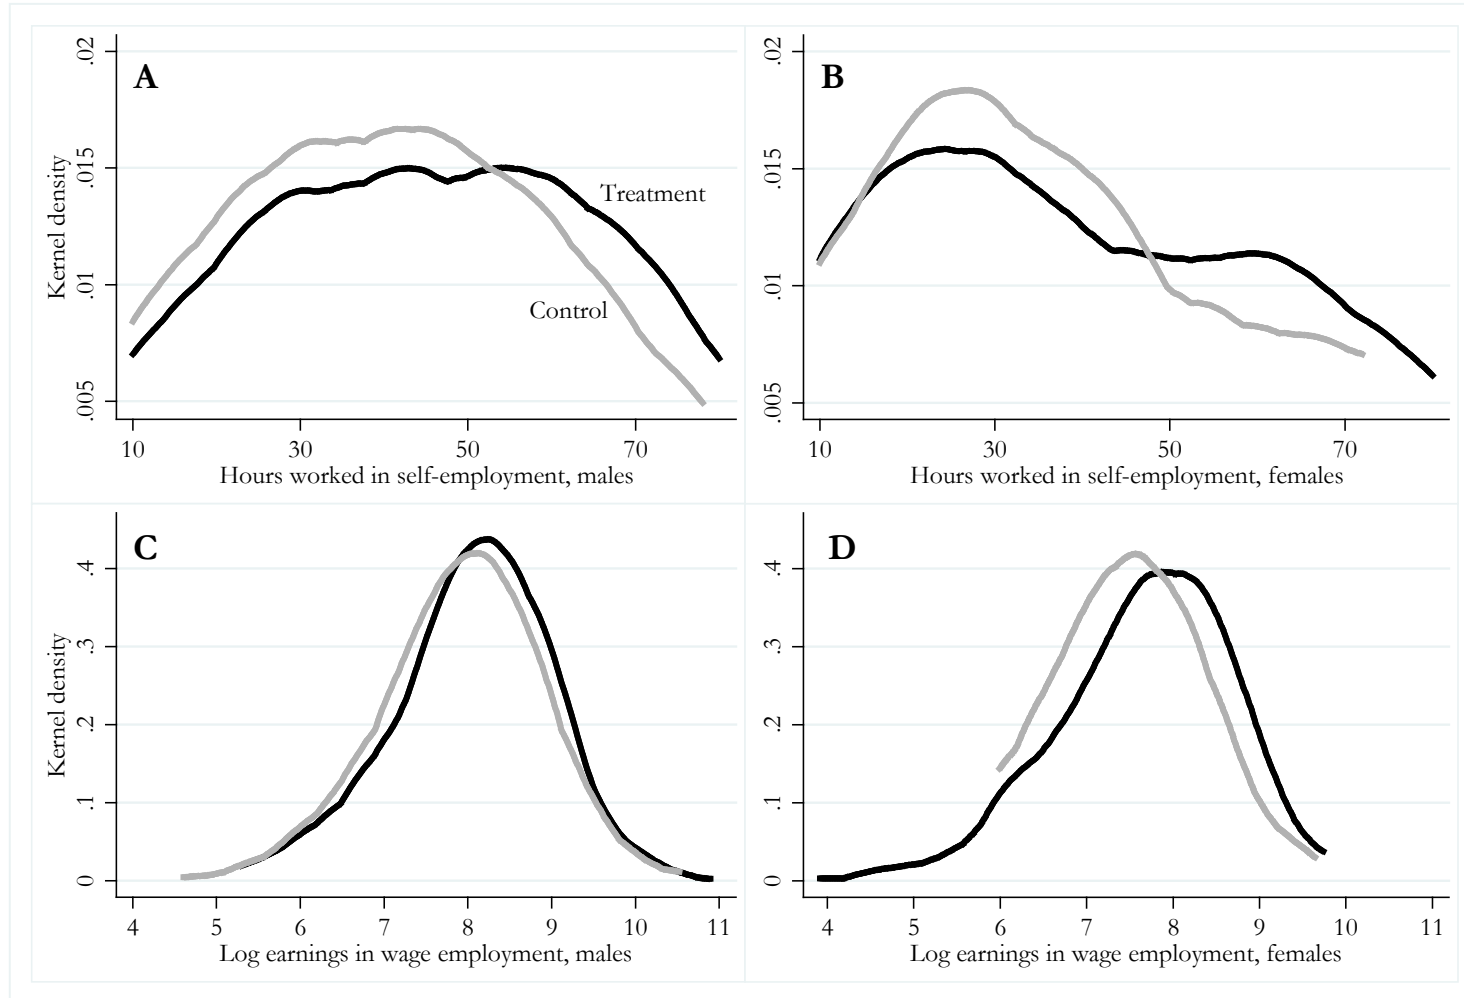 A
Kernel density
.005
.01
.015
.02
Treatment
Control
10 30 50 70
Hours worked in self-employment, males
B
.005
.01
.015
.02
10 30 50 70
Hours worked in self-employment, females
C
Kernel density
0
.1
.2
.3
.4
4 5 6 7 8 9 10 11
Log earnings in wage employment, males
D
0
.1
.2
.3
.4
4 5 6 7 8 9 10 11
Log earnings in wage employment, females